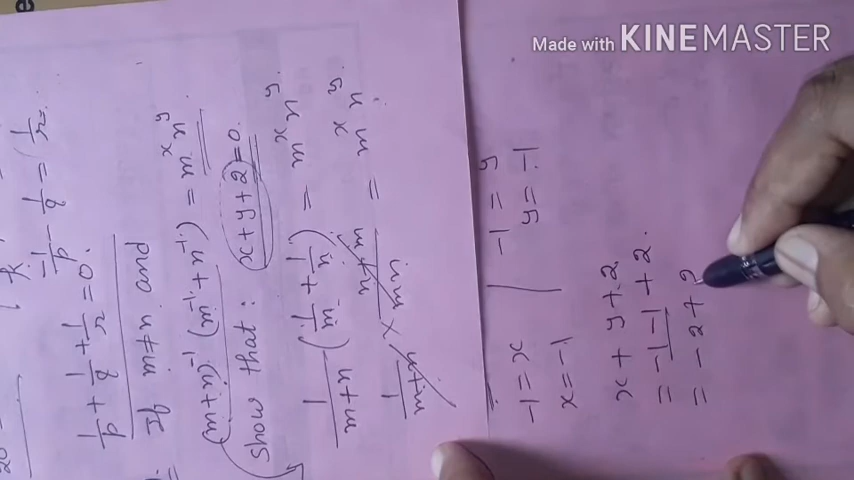 Made with KINEMASTER
1/p - 1/q = (1/r
1/p + 1/q + 1/r = 0.
If m ≠ n and
(m+n)⁻¹ (m⁻¹ + n⁻¹) = mˣ nʸ.
Show that : x + y + 2 = 0.
1/(m+n) (1/m + 1/n) = mˣ nʸ
1/(m+n) × (m+n)/(mn) = mˣ nʸ
-1 = x | -1 = y
x = -1 | y = -1
x + y + 2
= -1 -1 + 2.
= -2 + 2